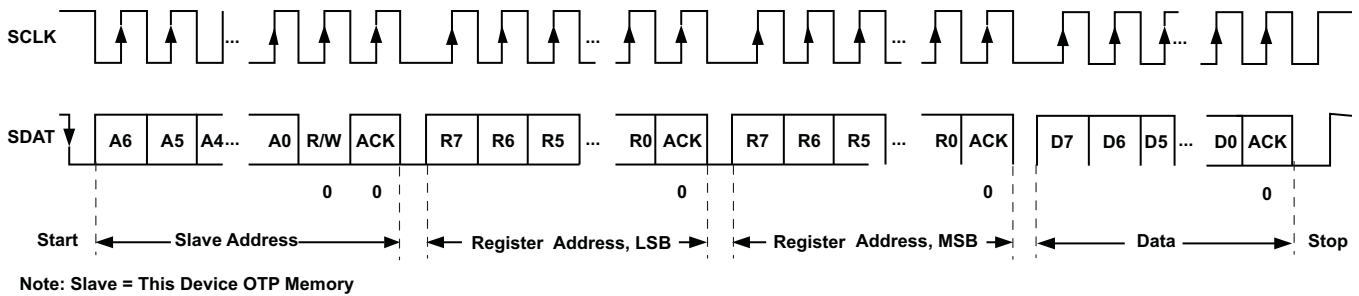 SCLK ... ... ... ...
SDAT A6 A5 A4... A0 R/W ACK R7 R6 R5 ... R0 ACK R7 R6 R5 ... R0 ACK D7 D6 D5 ... D0 ACK
0 0 0 0 0
Start Slave Address Register Address, LSB Register Address, MSB Data Stop
Note: Slave = This Device OTP Memory